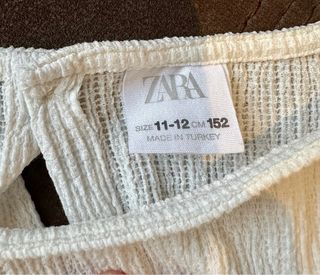 ZARA
SIZE 11-12 CM 152
MADE IN TURKEY